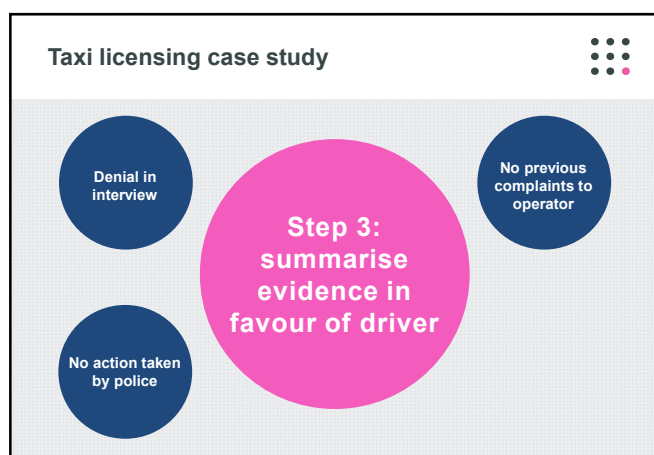 Taxi licensing case study
Denial in
interview
No previous
complaints to
operator
Step 3:
summarise
evidence in
favour of driver
No action taken
by police